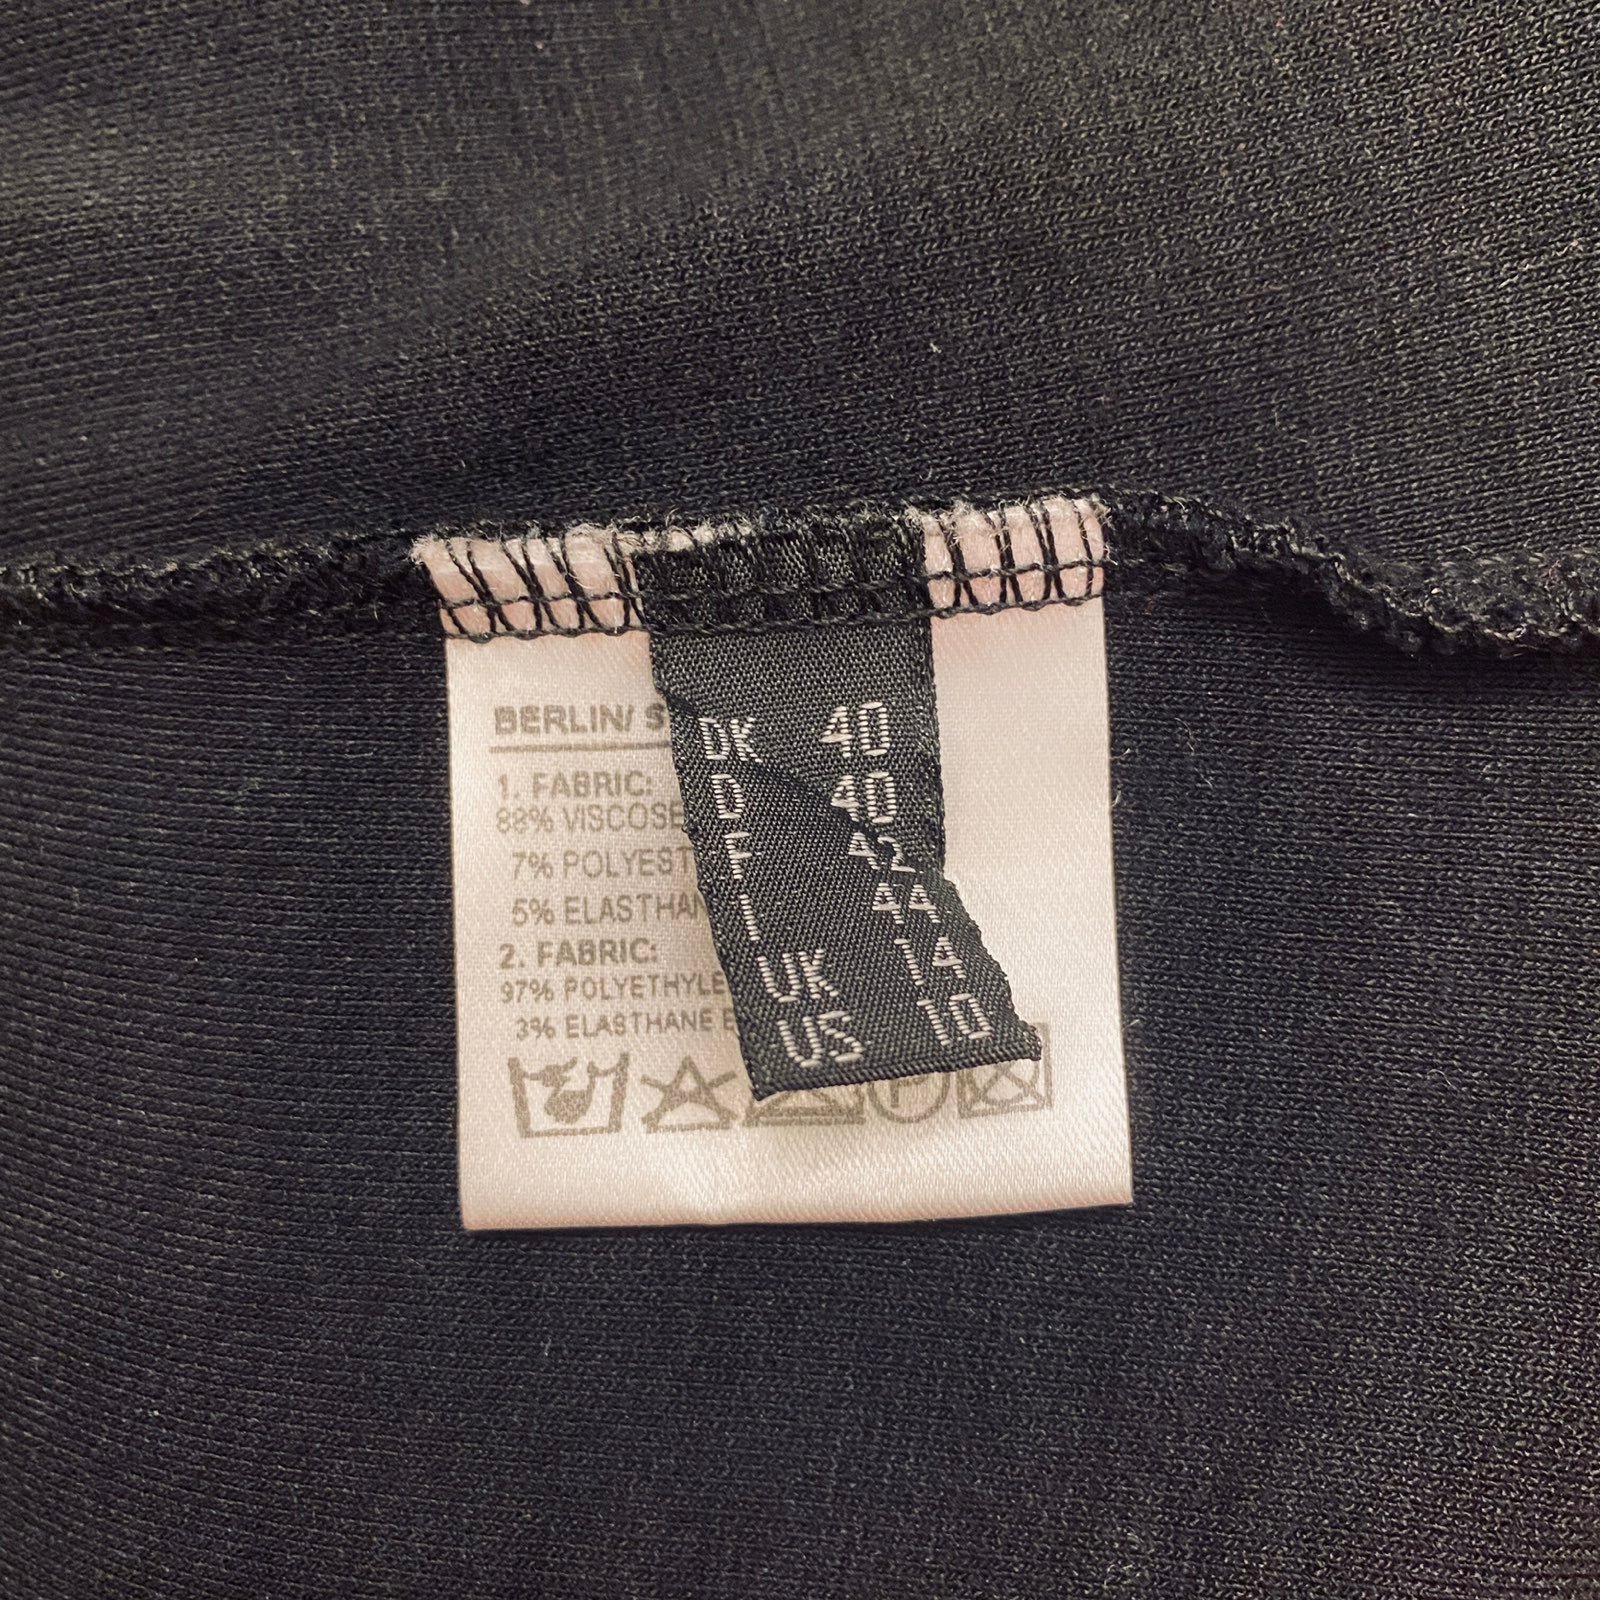 BERLIN/ S
1. FABRIC:
88% VISCOSE
7% POLYEST
5% ELASTHAN
2. FABRIC:
97% POLYETHYLE
3% ELASTHANE E
DK 40
D 40
F 42
I 44
UK 14
US 10
P